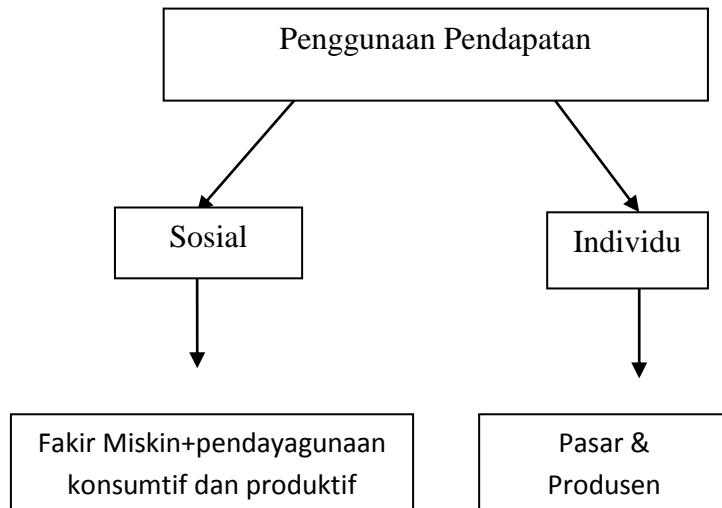 Penggunaan Pendapatan
Sosial
Individu
Fakir Miskin+pendayagunaan
konsumtif dan produktif
Pasar &
Produsen